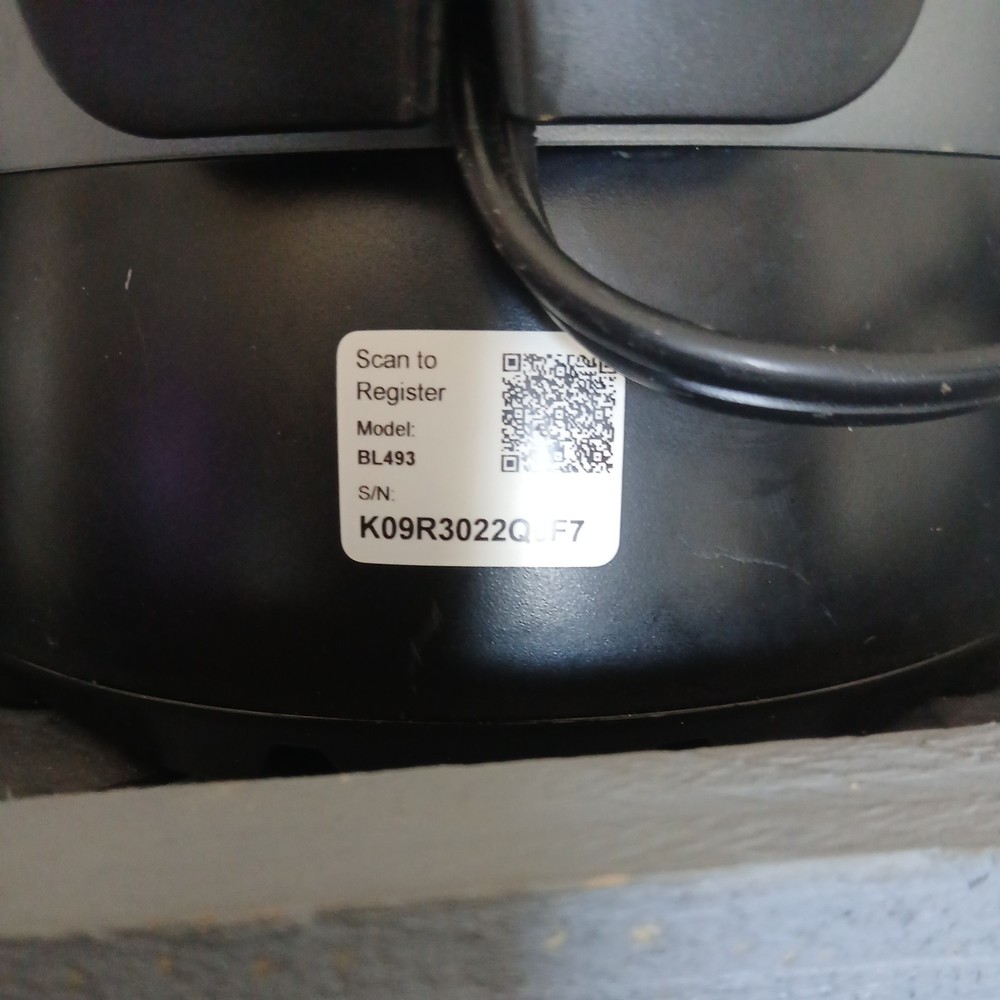 Scan to
Register
Model:
BL493
S/N: